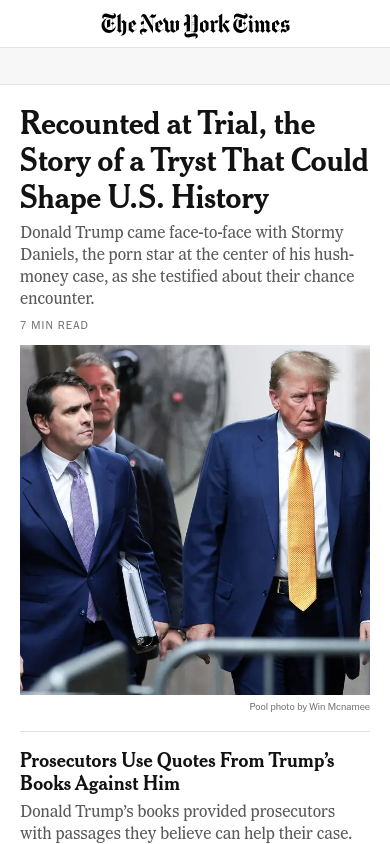 The New York Times
Recounted at Trial, the
Story of a Tryst That Could
Shape U.S. History
Donald Trump came face-to-face with Stormy
Daniels, the porn star at the center of his hush-
money case, as she testified about their chance
encounter.
7 MIN READ
Pool photo by Win Mcnamee
Prosecutors Use Quotes From Trump's
Books Against Him
Donald Trump's books provided prosecutors
with passages they believe can help their case.